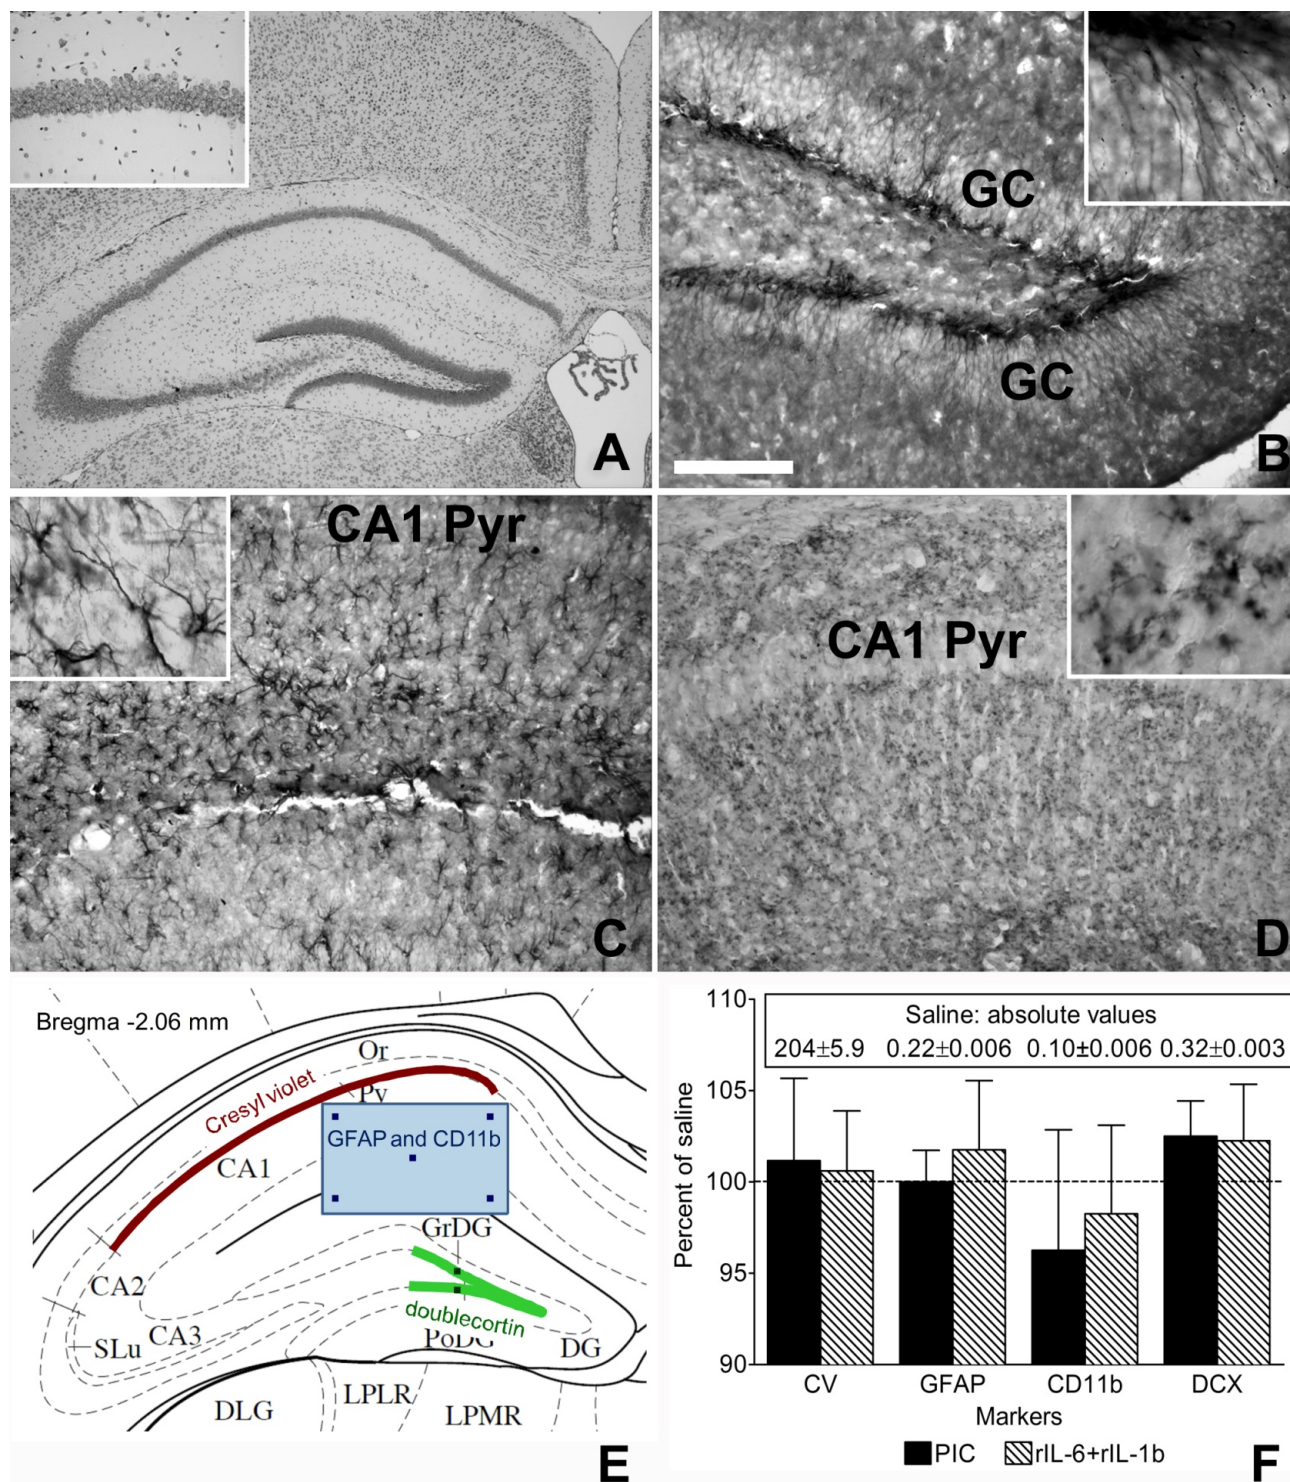 A
GC
GC
B
CA1 Pyr
C
CA1 Pyr
D
Bregma -2.06 mm
Or
Cresyl violet
Py
GFAP and CD11b
CA1
GrDG
CA2
doublecortin
CA3
PoDG
SLu
DG
LPLR
DLG
LPMR
E
110
Saline: absolute values
204±5.9 0.22±0.006 0.10±0.006 0.32±0.003
105
100
95
90
Percent of saline
CV GFAP CD11b DCX
Markers
PIC rIL-6+rIL-1b
F